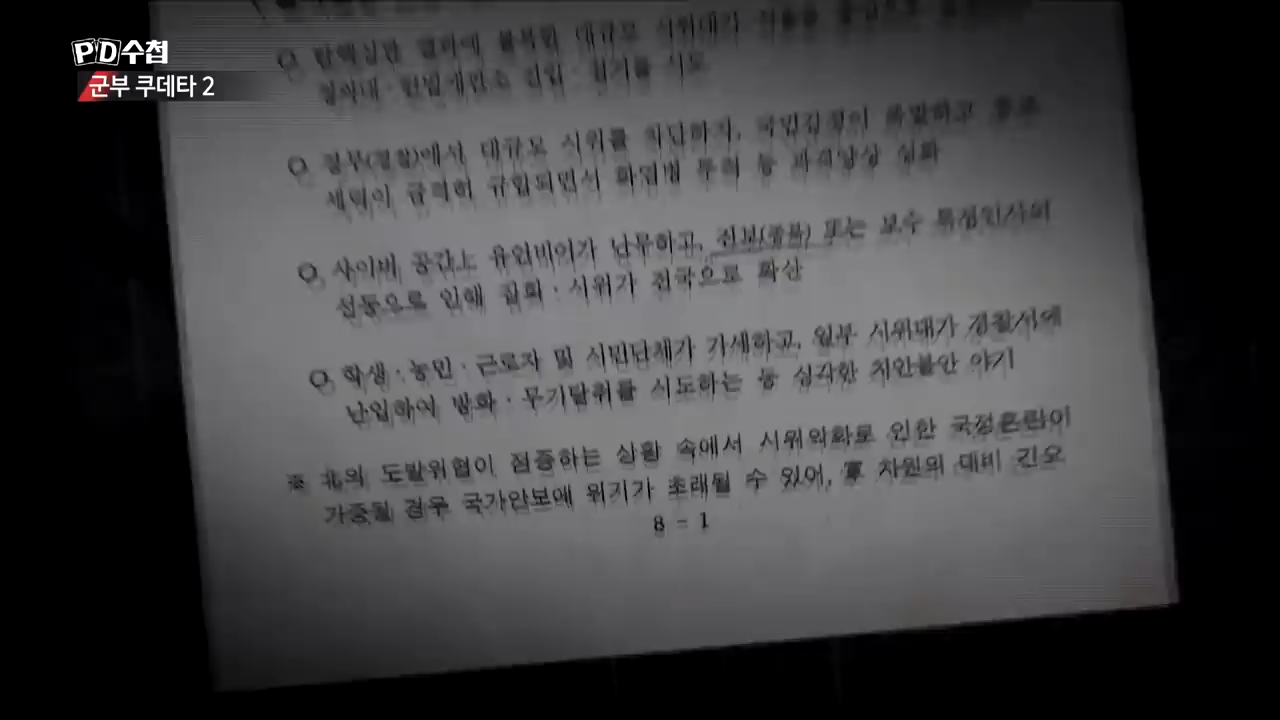 PD수첩
군부 쿠데타 2
○ 탄핵심판 결과에 불복한 대규모 시위대가 서울을 중심으로
청와대·헌법재판소 진입·점거를 시도
○ 정부(경찰)에서 대규모 시위를 차단하자, 국민감정이 폭발하고 동조
세력이 급격히 규합되면서 화염병 투척 등 과격양상 심화
○ 사이버 공간상 유언비어가 난무하고, 진보(종북) 또는 보수 특정인사의
선동으로 인해 집회·시위가 전국으로 확산
○ 학생·농민·근로자 및 시민단체가 가세하고, 일부 시위대가 경찰서에
난입하여 방화·무기탈취를 시도하는 등 심각한 치안불안 야기
※ 北의 도발위협이 점증하는 상황 속에서 시위악화로 인한 국정혼란이
가중될 경우 국가안보에 위기가 초래될 수 있어, 軍 차원의 대비 긴요
8 - 1